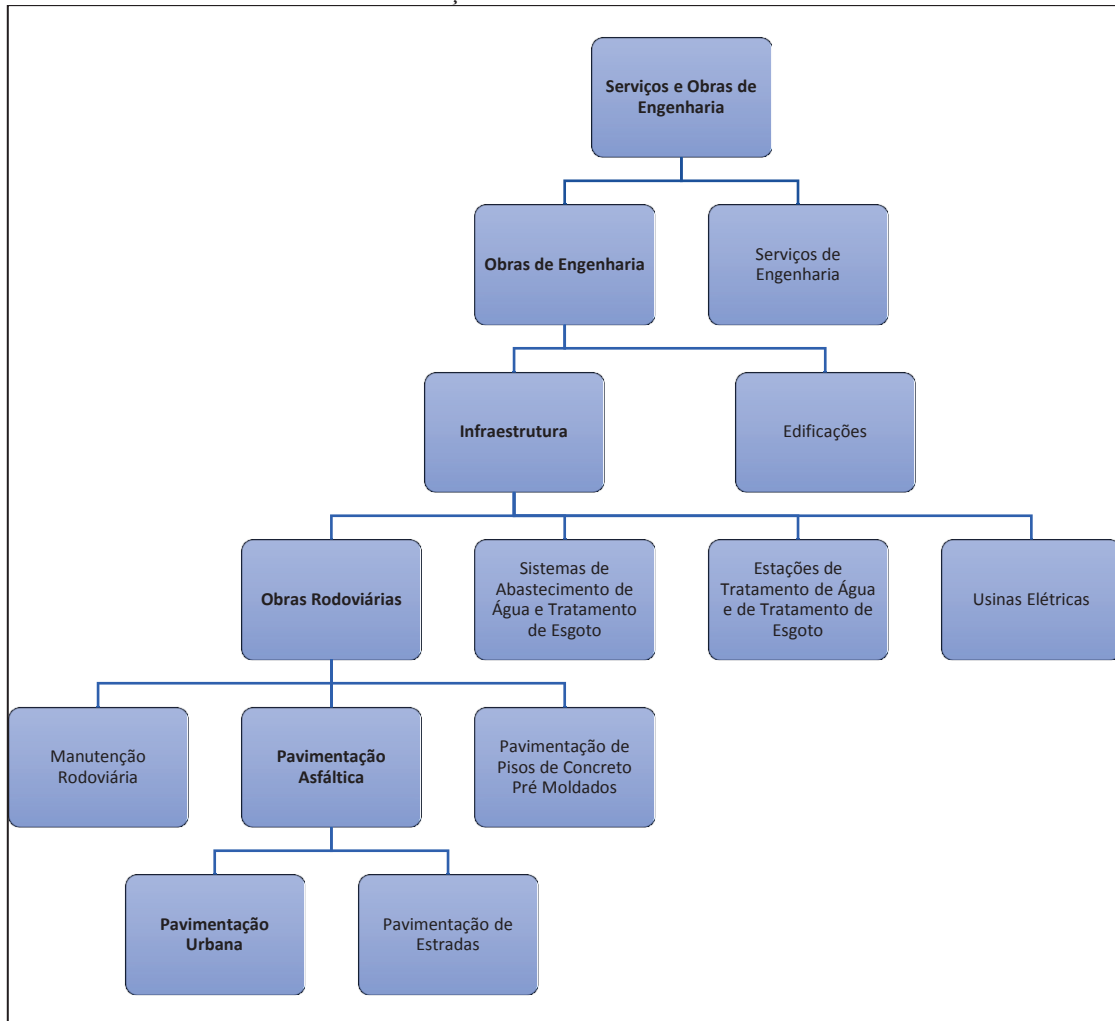 Serviços e Obras de
Engenharia
Obras de Engenharia
Serviços de
Engenharia
Infraestrutura
Edificações
Obras Rodoviárias
Sistemas de
Abastecimento de
Água e Tratamento
de Esgoto
Estações de
Tratamento de Água
e de Tratamento de
Esgoto
Usinas Elétricas
Manutenção
Rodoviária
Pavimentação
Asfáltica
Pavimentação de
Pisos de Concreto
Pré Moldados
Pavimentação
Urbana
Pavimentação de
Estradas